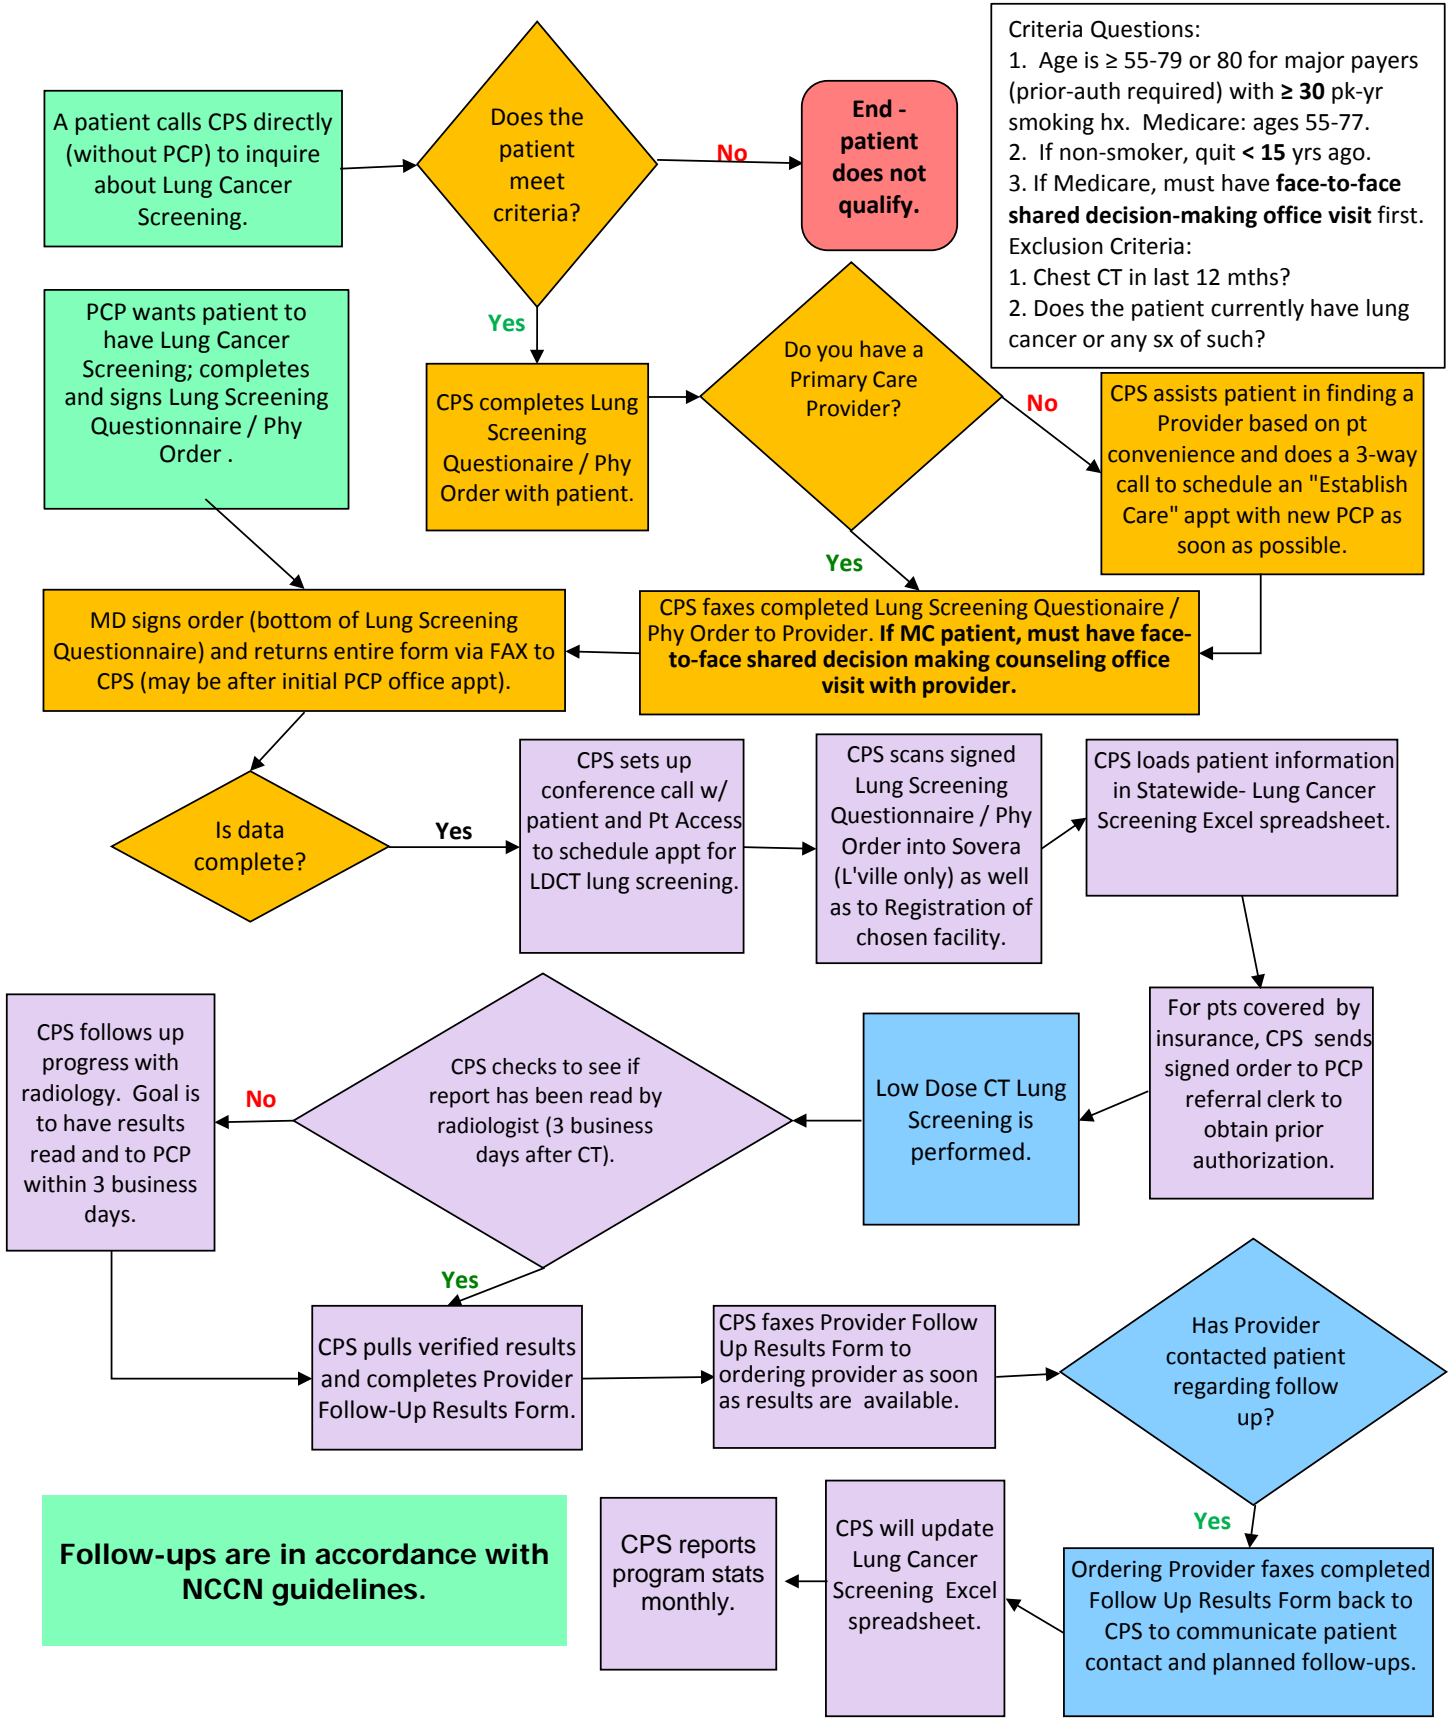 A patient calls CPS directly
(without PCP) to inquire
about Lung Cancer
Screening.
Does the
patient
meet
criteria?
No
End -
patient
does not
qualify.
Criteria Questions:
1.  Age is ≥ 55-79 or 80 for major payers
(prior-auth required) with ≥ 30 pk-yr
smoking hx.  Medicare: ages 55-77.
2.  If non-smoker, quit < 15 yrs ago.
3. If Medicare, must have face-to-face
shared decision-making office visit first.
Exclusion Criteria:
1. Chest CT in last 12 mths?
2. Does the patient currently have lung
cancer or any sx of such?
PCP wants patient to
have Lung Cancer
Screening; completes
and signs Lung Screening
Questionnaire / Phy
Order .
Yes
CPS completes Lung
Screening
Questionaire / Phy
Order with patient.
Do you have a
Primary Care
Provider?
No
CPS assists patient in finding a
Provider based on pt
convenience and does a 3-way
call to schedule an "Establish
Care" appt with new PCP as
soon as possible.
Yes
MD signs order (bottom of Lung Screening
Questionnaire) and returns entire form via FAX to
CPS (may be after initial PCP office appt).
CPS faxes completed Lung Screening Questionaire /
Phy Order to Provider. If MC patient, must have face-
to-face shared decision making counseling office
visit with provider.
Is data
complete?
Yes
CPS sets up
conference call w/
patient and Pt Access
to schedule appt for
LDCT lung screening.
CPS scans signed
Lung Screening
Questionaire / Phy
Order into Sovera
(L'ville only) as well
as to Registration of
chosen facility.
CPS loads patient information
in Statewide- Lung Cancer
Screening Excel spreadsheet.
CPS follows up
progress with
radiology.  Goal is
to have results
read and to PCP
within 3 business
days.
No
CPS checks to see if
report has been read by
radiologist (3 business
days after CT).
Low Dose CT Lung
Screening is
performed.
For pts covered  by
insurance, CPS  sends
signed order to PCP
referral clerk to
obtain prior
authorization.
Yes
CPS pulls verified results
and completes Provider
Follow-Up Results Form.
CPS faxes Provider Follow
Up Results Form to
ordering provider as soon
as results are  available.
Has Provider
contacted patient
regarding follow
up?
Yes
Follow-ups are in accordance with
NCCN guidelines.
CPS reports
program stats
monthly.
CPS will update
Lung Cancer
Screening  Excel
spreadsheet.
Ordering Provider faxes completed
Follow Up Results Form back to
CPS to communicate patient
contact and planned follow-ups.